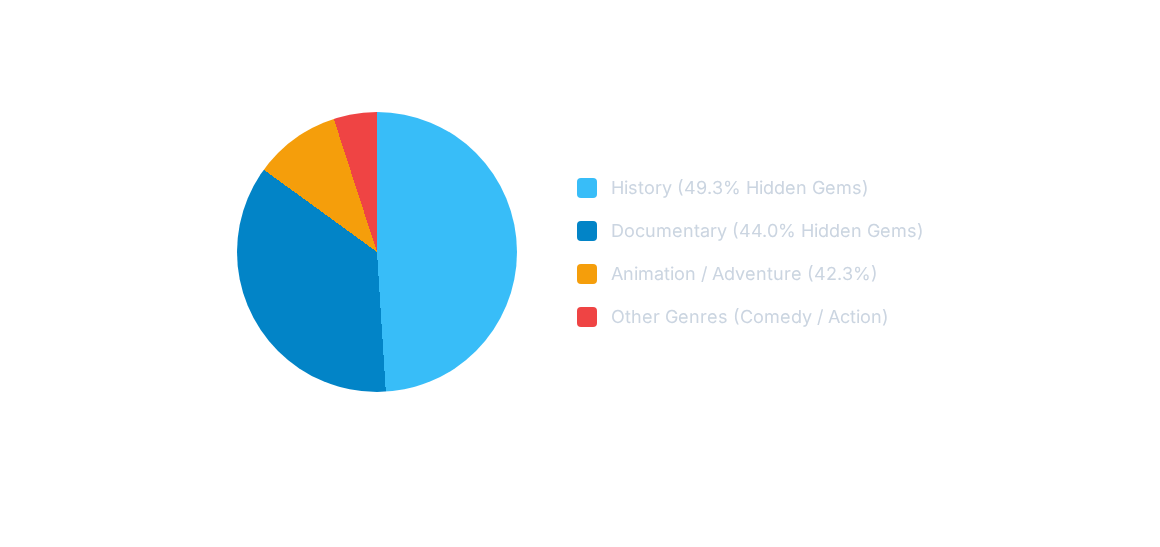 History (49.3% Hidden Gems)
Documentary (44.0% Hidden Gems)
Animation / Adventure (42.3%)
Other Genres (Comedy / Action)